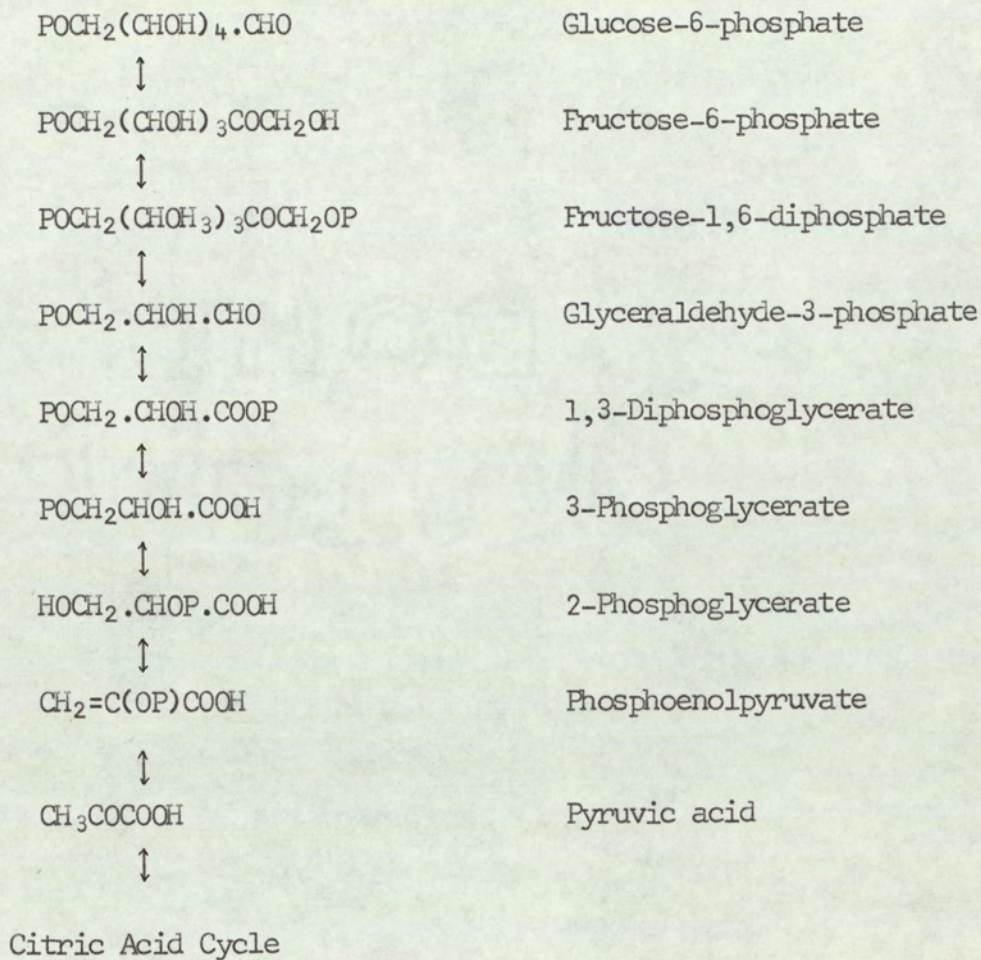 POCH₂(CHOH)₄.CHO Glucose-6-phosphate
↕
POCH₂(CHOH)₃COCH₂OH Fructose-6-phosphate
↕
POCH₂(CHOH₃)₃COCH₂OP Fructose-1,6-diphosphate
↕
POCH₂.CHOH.CHO Glyceraldehyde-3-phosphate
↕
POCH₂.CHOH.COOP 1,3-Diphosphoglycerate
↕
POCH₂CHOH.COOH 3-Phosphoglycerate
↕
HOCH₂.CHOP.COOH 2-Phosphoglycerate
↕
CH₂=C(OP)COOH Phosphoenolpyruvate
↕
CH₃COCOOH Pyruvic acid
↕
Citric Acid Cycle